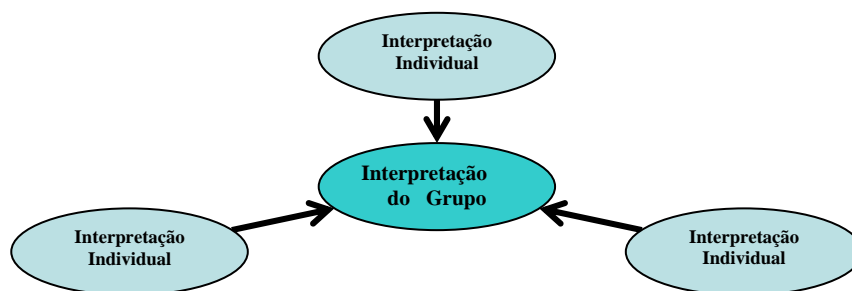 Interpretação
Individual
Interpretação
do Grupo
Interpretação
Individual
Interpretação
Individual